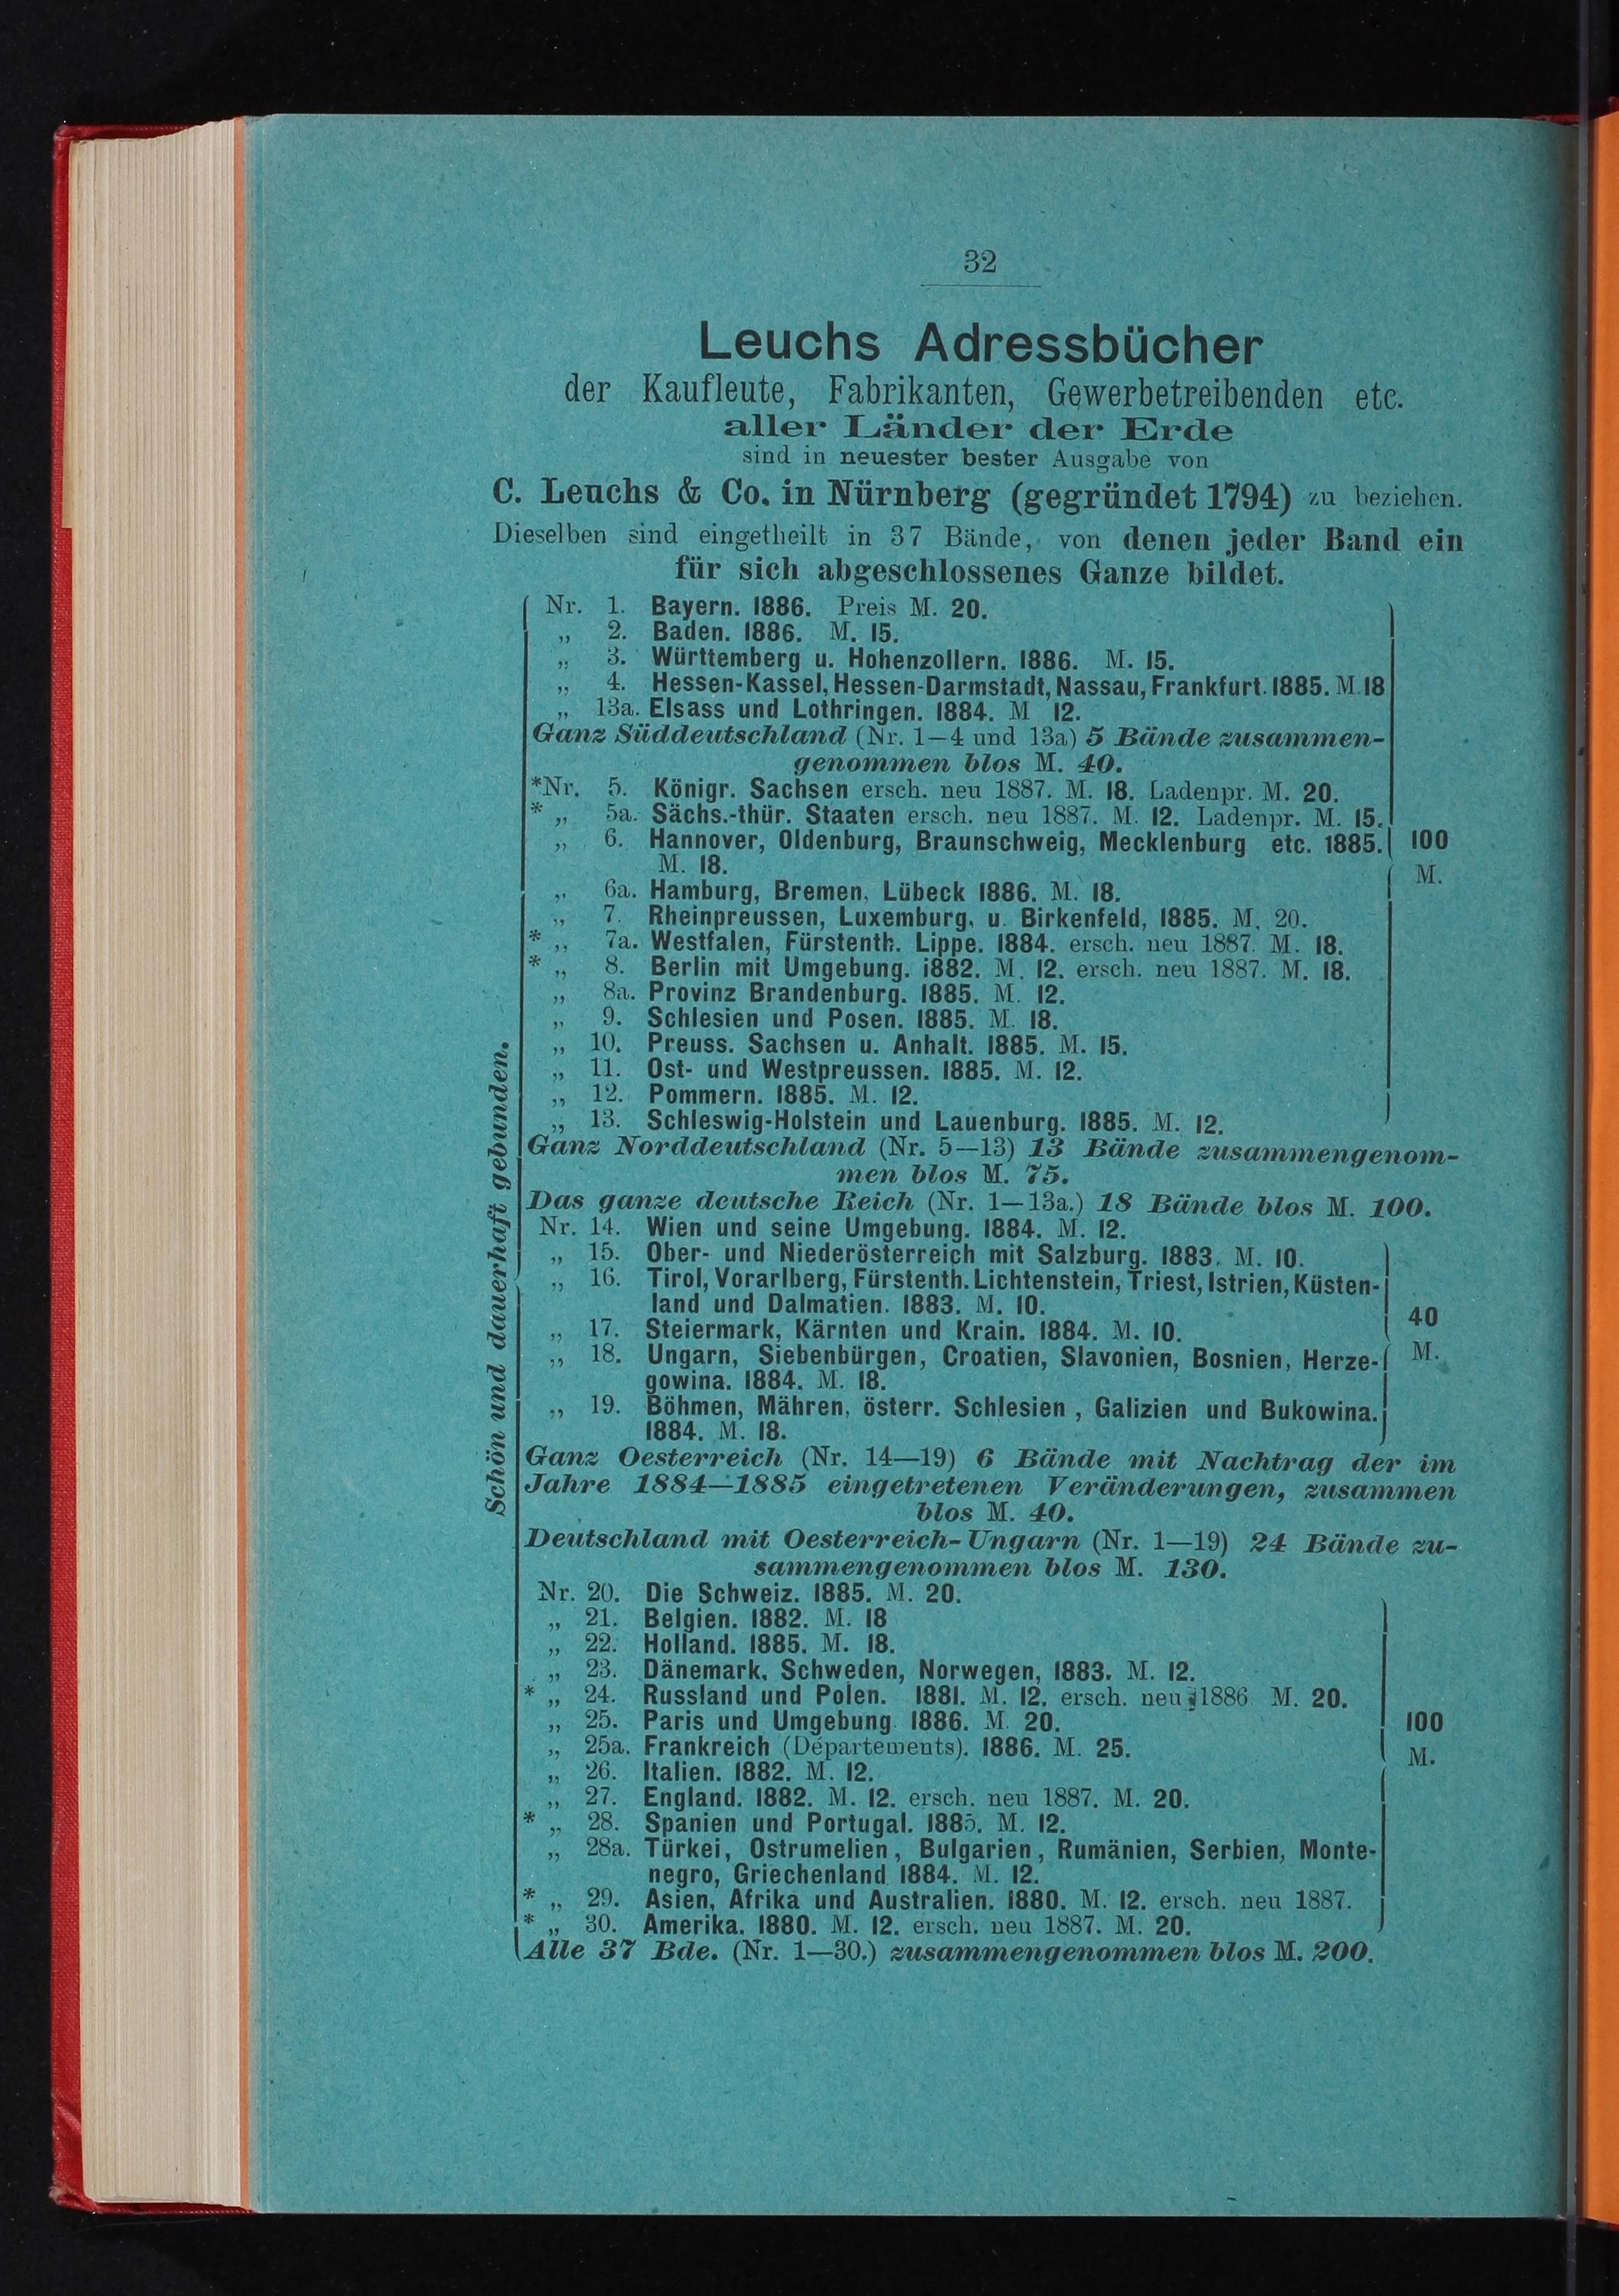 32
Leuchs Adressbücher
der Kaufleute, Fabrikanten, Gewerbetreibenden etc.
aller Länder der Erde
sind in neuester bester Ausgabe von
C. Leuchs & Co. in Nürnberg (gegründet 1794) zu beziehen.
Dieselben sind eingetheilt in 37 Bände, von denen jeder Band ein
für sich abgeschlossenes Ganze bildet.
Schön und dauerhaft gebunden.
Nr. 1. Bayern. 1886. Preis M. 20.
„ 2. Baden. 1886. M. 15.
„ 3. Württemberg u. Hohenzollern. 1886. M. 15.
„ 4. Hessen-Kassel, Hessen-Darmstadt, Nassau, Frankfurt. 1885. M. 18
„ 13a. Elsass und Lothringen. 1884. M 12.
Ganz Süddeutschland (Nr. 1—4 und 13a) 5 Bände zusammen-
genommen blos M. 40.
*Nr. 5. Königr. Sachsen ersch. neu 1887. M. 18. Ladenpr. M. 20.
* „ 5a. Sächs.-thür. Staaten ersch. neu 1887. M. 12. Ladenpr. M. 15.
„ 6. Hannover, Oldenburg, Braunschweig, Mecklenburg etc. 1885.
M. 18.
100
M.
„ 6a. Hamburg, Bremen, Lübeck 1886. M. 18.
„ 7. Rheinpreussen, Luxemburg, u. Birkenfeld, 1885. M. 20.
* „ 7a. Westfalen, Fürstenth. Lippe. 1884. ersch. neu 1887. M. 18.
* „ 8. Berlin mit Umgebung. 1882. M. 12. ersch. neu 1887. M. 18.
„ 8a. Provinz Brandenburg. 1885. M. 12.
„ 9. Schlesien und Posen. 1885. M. 18.
„ 10. Preuss. Sachsen u. Anhalt. 1885. M. 15.
„ 11. Ost- und Westpreussen. 1885. M. 12.
„ 12. Pommern. 1885. M. 12.
„ 13. Schleswig-Holstein und Lauenburg. 1885. M. 12.
Ganz Norddeutschland (Nr. 5—13) 13 Bände zusammengenom-
men blos M. 75.
Das ganze deutsche Reich (Nr. 1—13a.) 18 Bände blos M. 100.
Nr. 14. Wien und seine Umgebung. 1884. M. 12.
„ 15. Ober- und Niederösterreich mit Salzburg. 1883. M. 10.
„ 16. Tirol, Vorarlberg, Fürstenth. Lichtenstein, Triest, Istrien, Küsten-
land und Dalmatien. 1883. M. 10.
„ 17. Steiermark, Kärnten und Krain. 1884. M. 10.
40
M.
„ 18. Ungarn, Siebenbürgen, Croatien, Slavonien, Bosnien, Herze-
gowina. 1884. M. 18.
„ 19. Böhmen, Mähren, österr. Schlesien, Galizien und Bukowina.
1884. M. 18.
Ganz Oesterreich (Nr. 14—19) 6 Bände mit Nachtrag der im
Jahre 1884—1885 eingetretenen Veränderungen, zusammen
blos M. 40.
Deutschland mit Oesterreich-Ungarn (Nr. 1—19) 24 Bände zu-
sammengenommen blos M. 130.
Nr. 20. Die Schweiz. 1885. M. 20.
„ 21. Belgien. 1882. M. 18
„ 22. Holland. 1885. M. 18.
„ 23. Dänemark, Schweden, Norwegen, 1883. M. 12.
* „ 24. Russland und Polen. 1881. M. 12. ersch. neu 1886 M. 20.
„ 25. Paris und Umgebung. 1886. M. 20.
„ 25a. Frankreich (Départements). 1886. M. 25.
100
M.
„ 26. Italien. 1882. M. 12.
„ 27. England. 1882. M. 12. ersch. neu 1887. M. 20.
* „ 28. Spanien und Portugal. 1885. M. 12.
„ 28a. Türkei, Ostrumelien, Bulgarien, Rumänien, Serbien, Monte-
negro, Griechenland 1884. M. 12.
* „ 29. Asien, Afrika und Australien. 1880. M. 12. ersch. neu 1887.
* „ 30. Amerika. 1880. M. 12. ersch. neu 1887. M. 20.
Alle 37 Bde. (Nr. 1—30.) zusammengenommen blos M. 200.